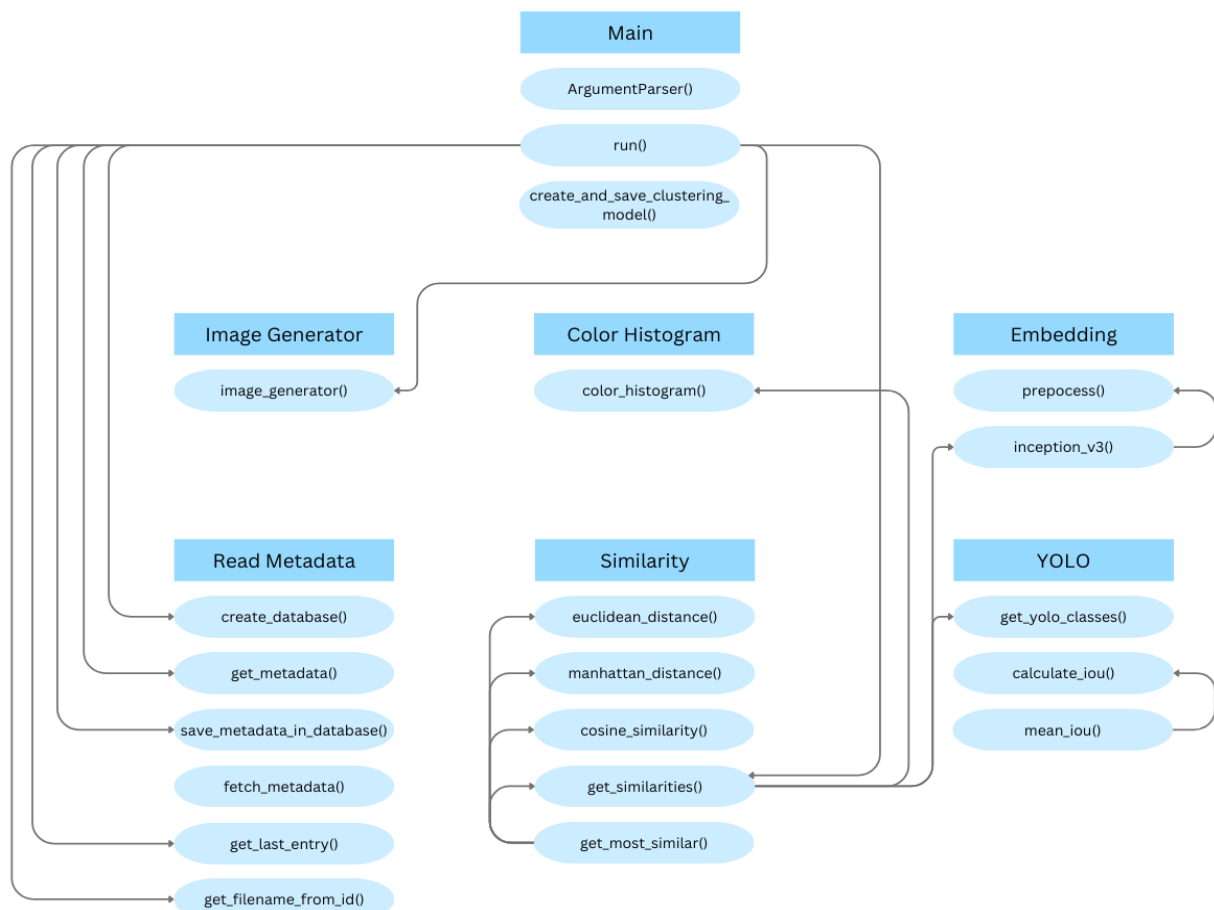 Main
ArgumentParser()
run()
create_and_save_clustering_
model()
Image Generator
image_generator()
Color Histogram
color_histogram()
Embedding
prepocess()
inception_v3()
Read Metadata
create_database()
get_metadata()
save_metadata_in_database()
fetch_metadata()
get_last_entry()
get_filename_from_id()
Similarity
euclidean_distance()
manhattan_distance()
cosine_similarity()
get_similarities()
get_most_similar()
YOLO
get_yolo_classes()
calculate_iou()
mean_iou()